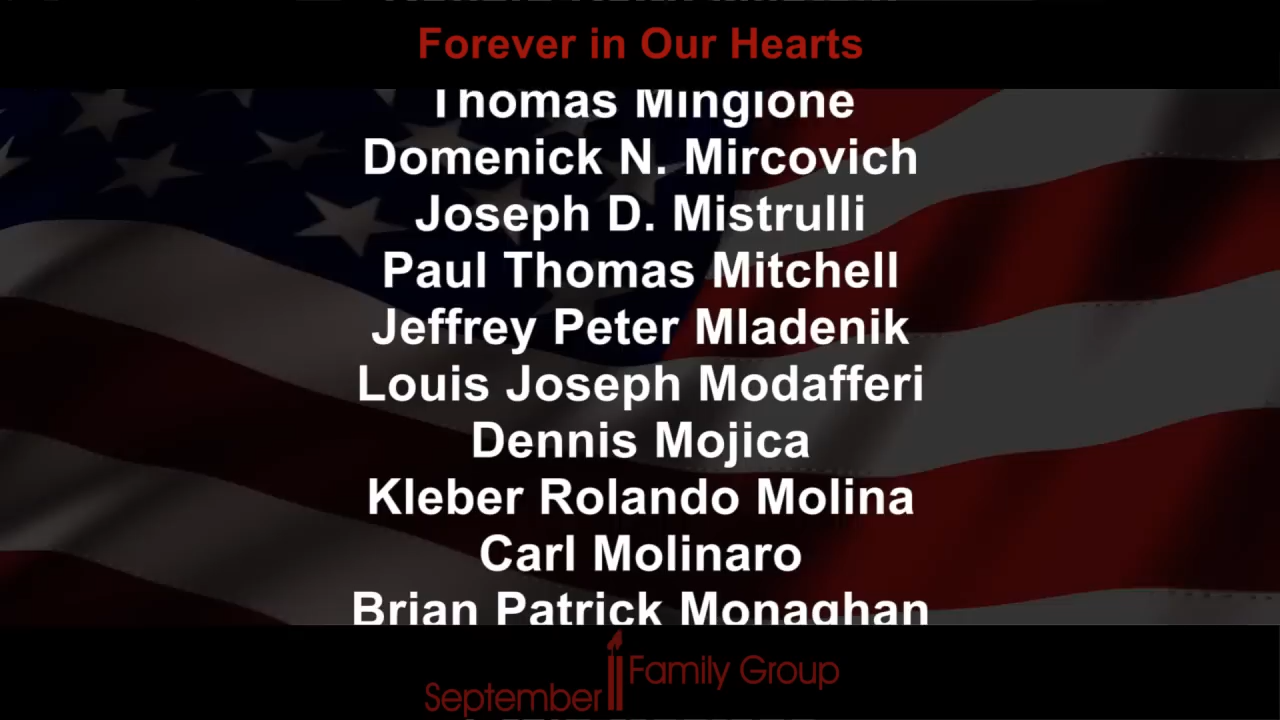 Forever in Our Hearts
Thomas Mingione
Domenick N. Mircovich
Joseph D. Mistrulli
Paul Thomas Mitchell
Jeffrey Peter Mladenik
Louis Joseph Modafferi
Dennis Mojica
Kleber Rolando Molina
Carl Molinaro
Brian Patrick Monaghan
September 11 Family Group